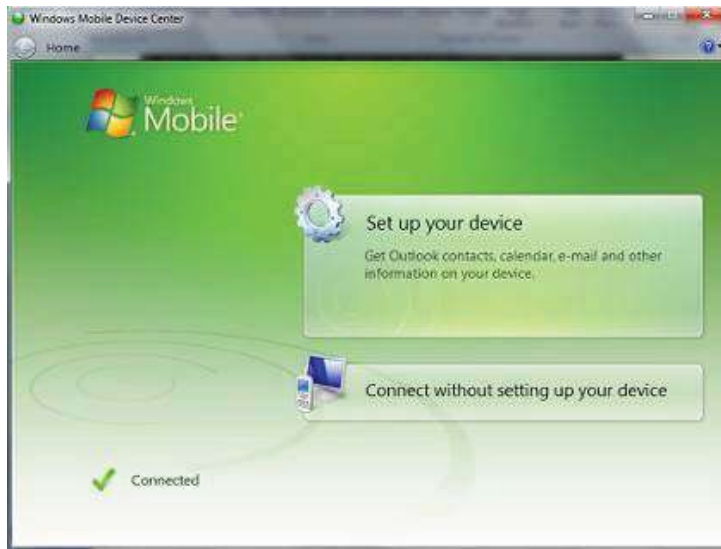 Windows Mobile Device Center
Home
Windows
Mobile
Set up your device
Get Outlook contacts, calendar, e-mail and other
information on your device.
Connect without setting up your device
Connected